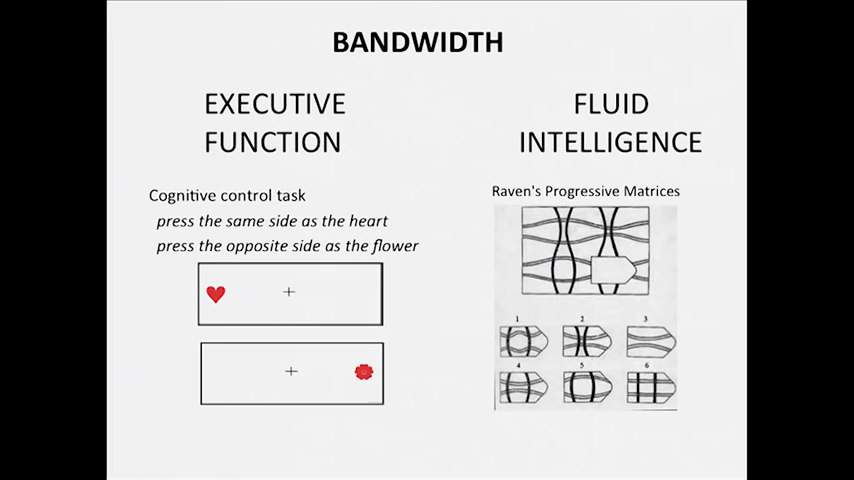 BANDWIDTH
EXECUTIVE
FUNCTION
Cognitive control task
press the same side as the heart
press the opposite side as the flower
FLUID
INTELLIGENCE
Raven's Progressive Matrices
1 2 3
4 5 6